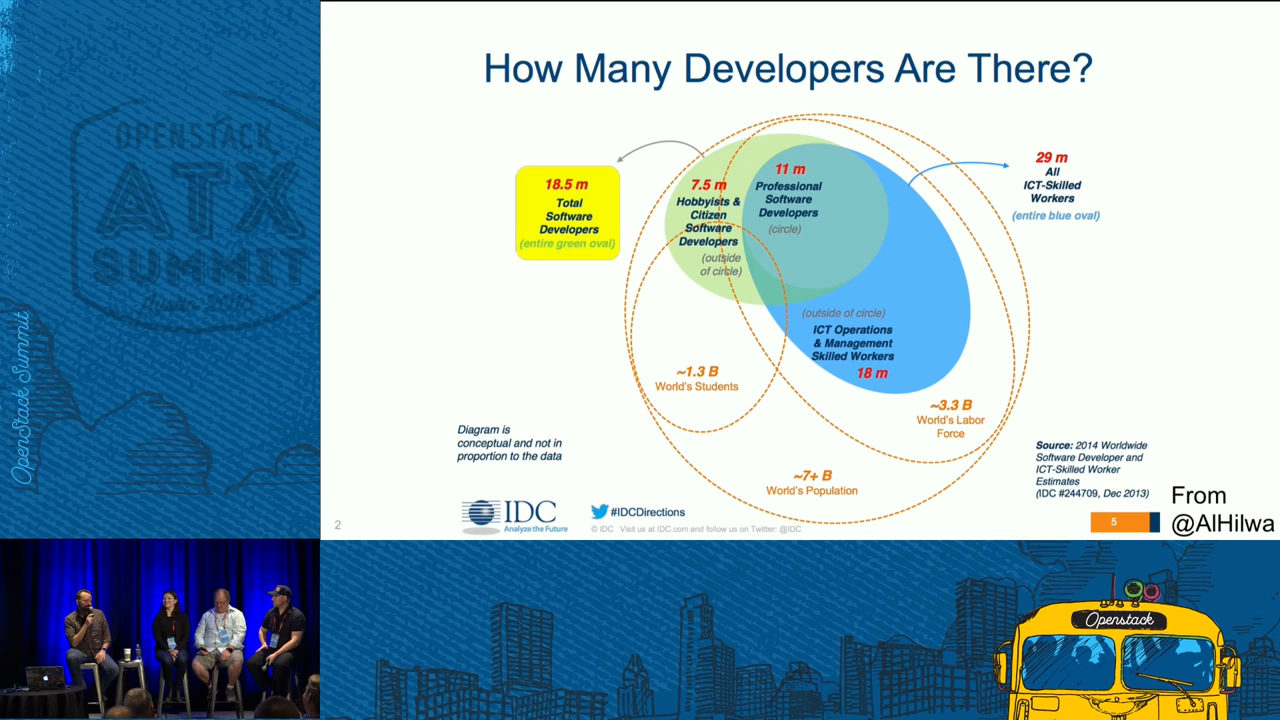 How Many Developers Are There?
18.5 m
Total
Software
Developers
(entire green oval)
7.5 m
Hobbyists &
Citizen
Software
Developers
(outside
of circle)
11 m
Professional
Software
Developers
(circle)
29 m
All
ICT-Skilled
Workers
(entire blue oval)
(outside of circle)
ICT Operations
& Management
Skilled Workers
18 m
~1.3 B
World's Students
~3.3 B
World's Labor
Force
~7+ B
World's Population
Diagram is
conceptual and not in
proportion to the data
Source: 2014 Worldwide
Software Developer and
ICT-Skilled Worker
Estimates
(IDC #244709, Dec 2013)
IDC
Analyze the Future
#IDCDirections
© IDC Visit us at IDC.com and follow us on Twitter: @IDC
2
5
From
@AlHilwa
OPENSTACK
ATX
SUMMIT
Austin 2016
OpenStack Summit
Openstack